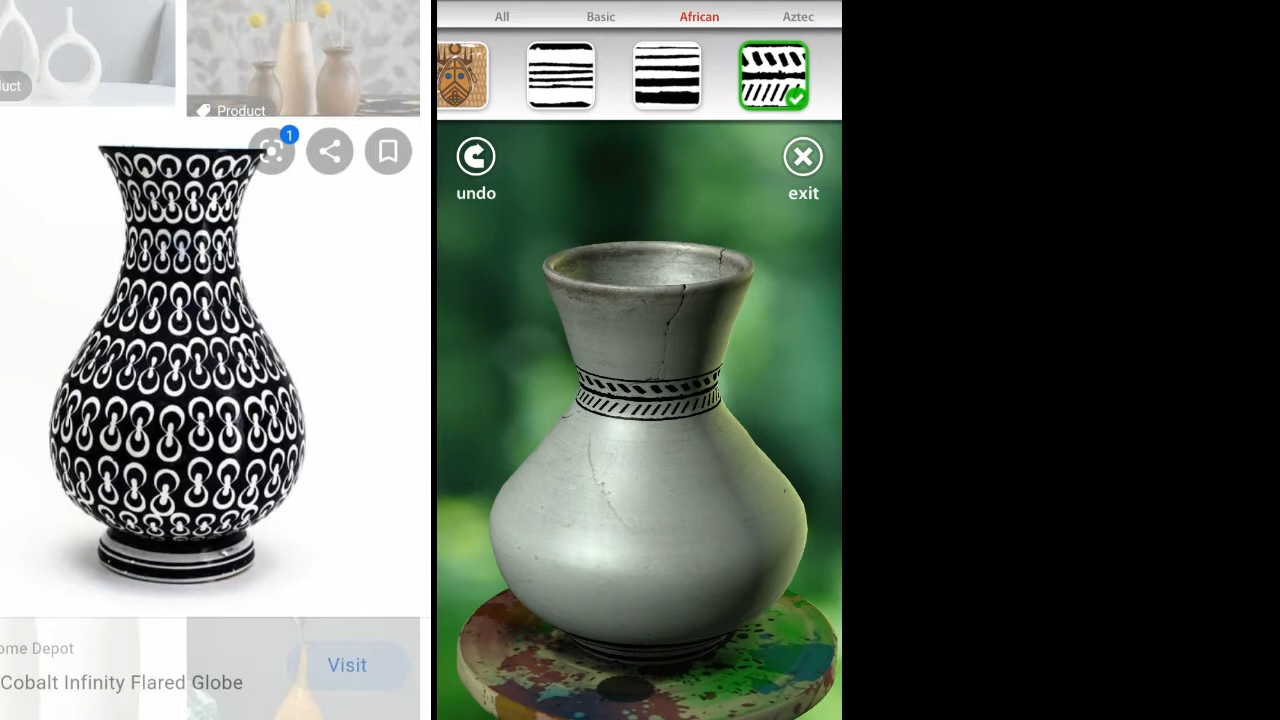 uct
Product
1
ome Depot
Visit
Cobalt Infinity Flared Globe
All
Basic
African
Aztec
undo
exit